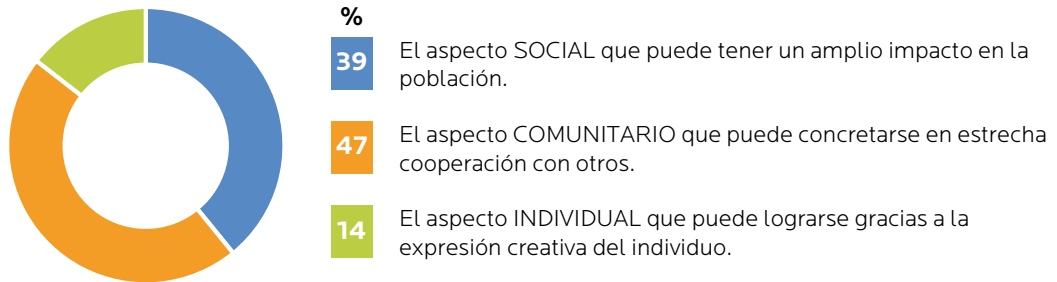 %
39
El aspecto SOCIAL que puede tener un amplio impacto en la
población.
47
El aspecto COMUNITARIO que puede concretarse en estrecha
cooperación con otros.
14
El aspecto INDIVIDUAL que puede lograrse gracias a la
expresión creativa del individuo.